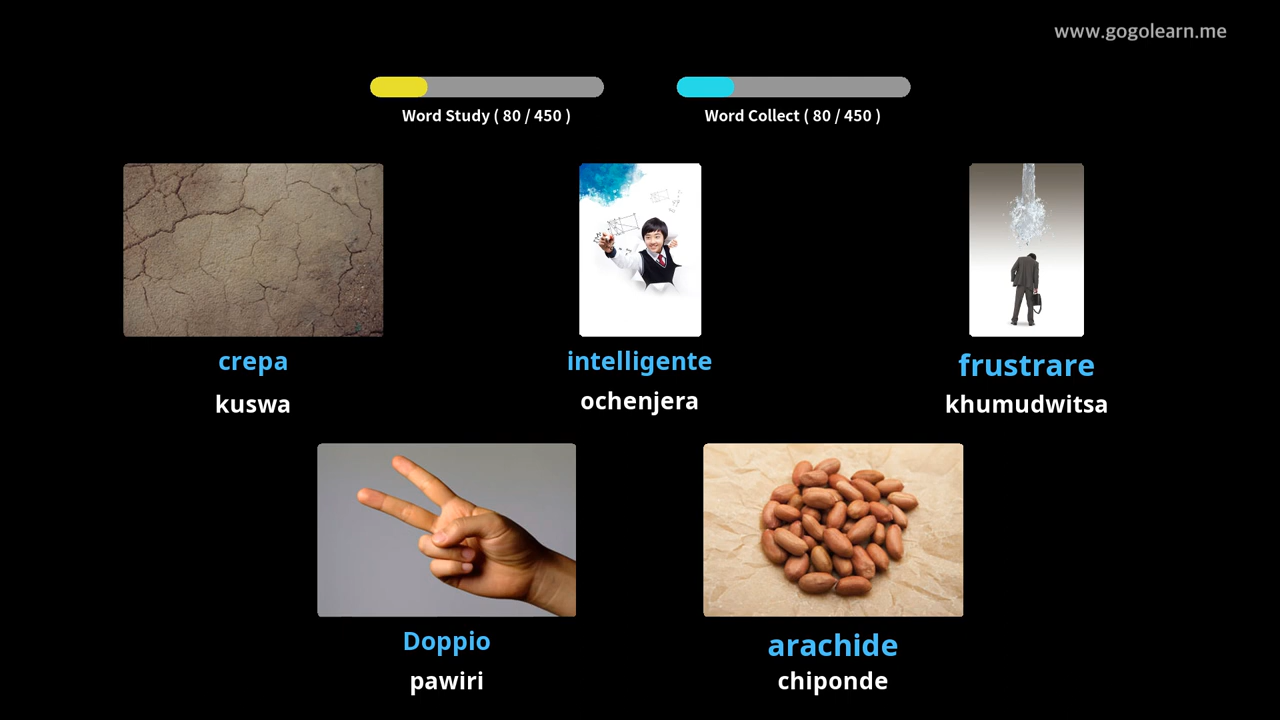 www.gogolearn.me
Word Study ( 80 / 450 )
Word Collect ( 80 / 450 )
crepa
kuswa
intelligente
ochenjera
frustrare
khumudwitsa
Doppio
pawiri
arachide
chiponde